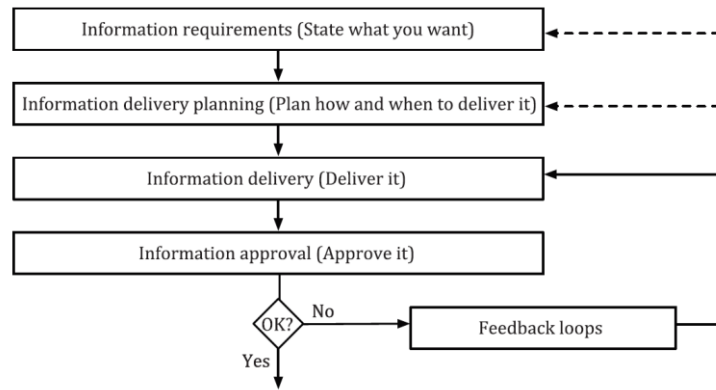 Information requirements (State what you want)
Information delivery planning (Plan how and when to deliver it)
Information delivery (Deliver it)
Information approval (Approve it)
OK?
No
Feedback loops
Yes